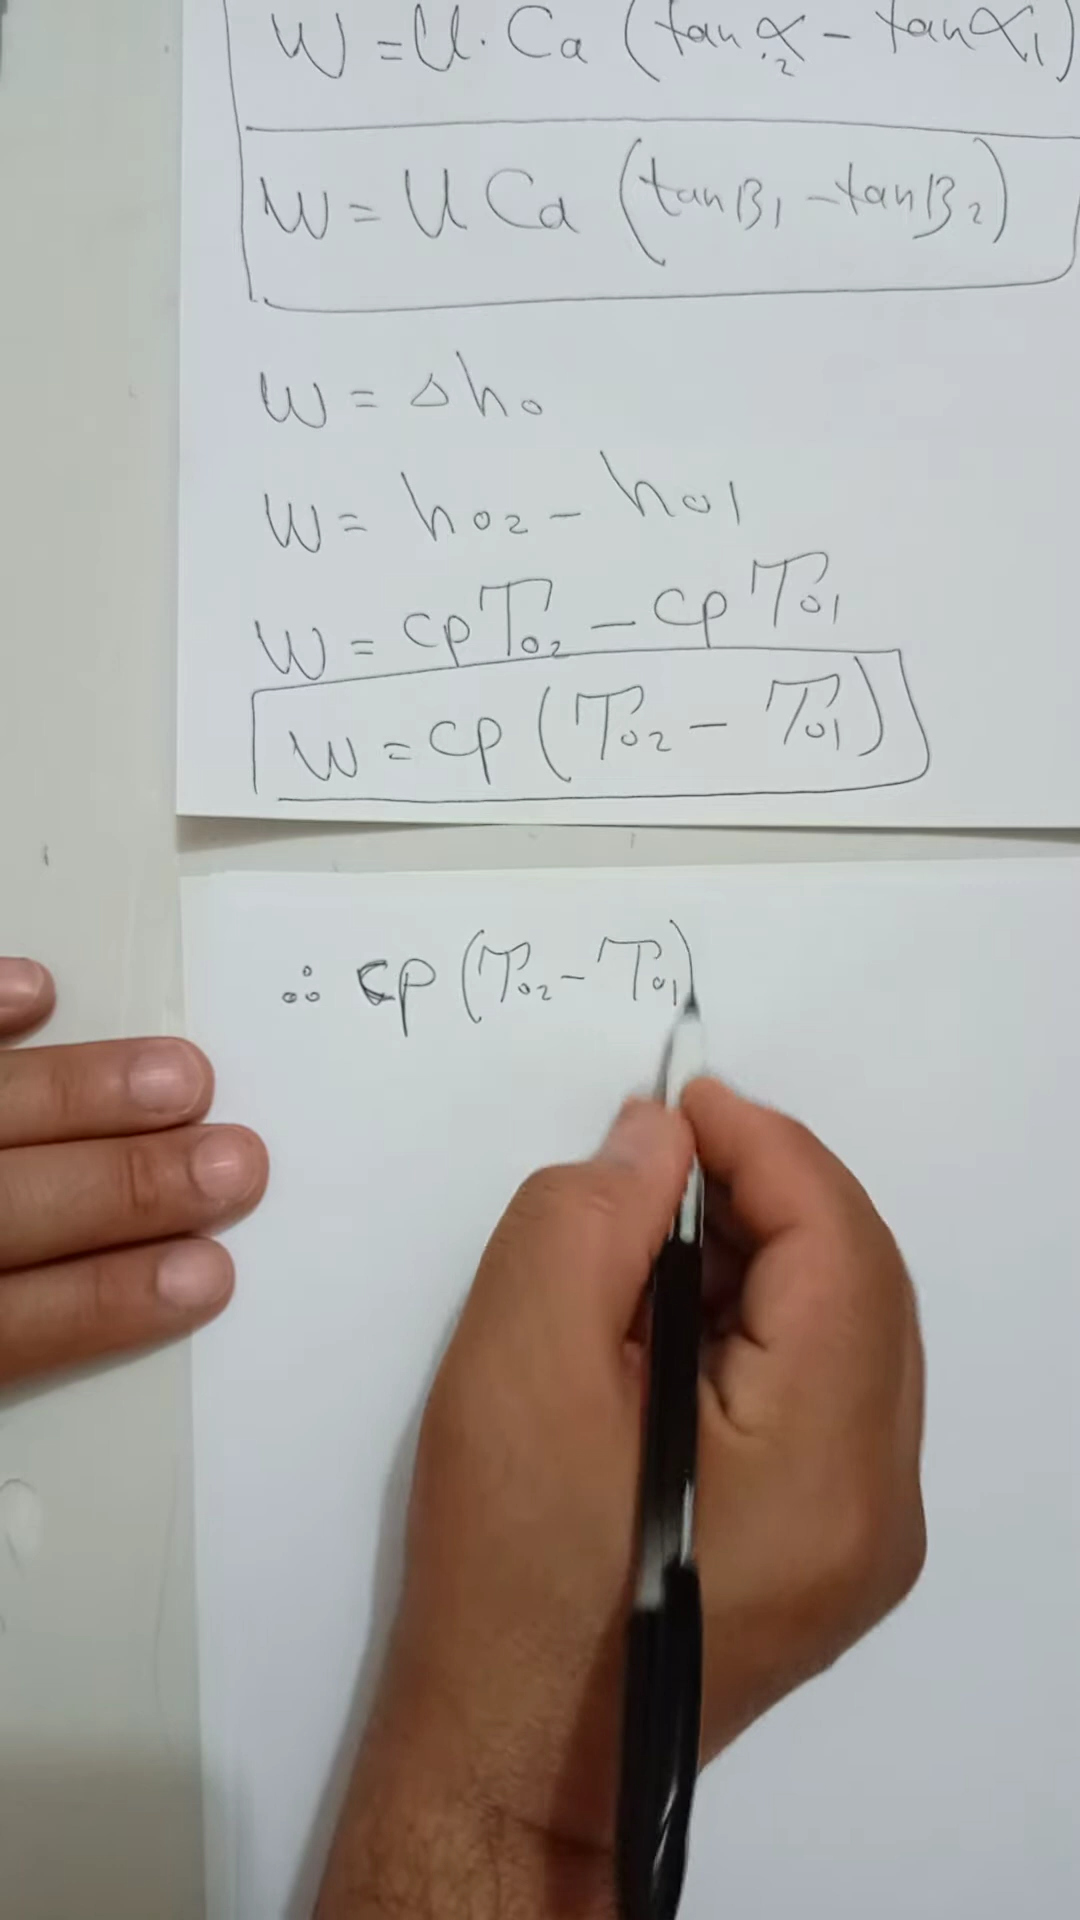 W = U. Ca (tan α₂ - tan α₁)
W = U Ca (tan β₁ - tan β₂)
W = Δh₀
W = h₀₂ - h₀₁
W = cp T₀₂ - cp T₀₁
W = cp (T₀₂ - T₀₁)
∴ cp (T₀₂ - T₀₁)